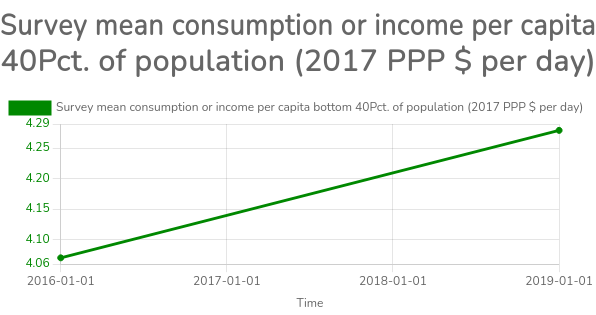 Survey mean consumption or income per capita
40Pct. of population (2017 PPP $ per day)
Survey mean consumption or income per capita bottom 40Pct. of population (2017 PPP $ per day)
4.29
4.25
4.20
4.15
4.10
4.06
2016-01-01 2017-01-01 2018-01-01 2019-01-01
Time